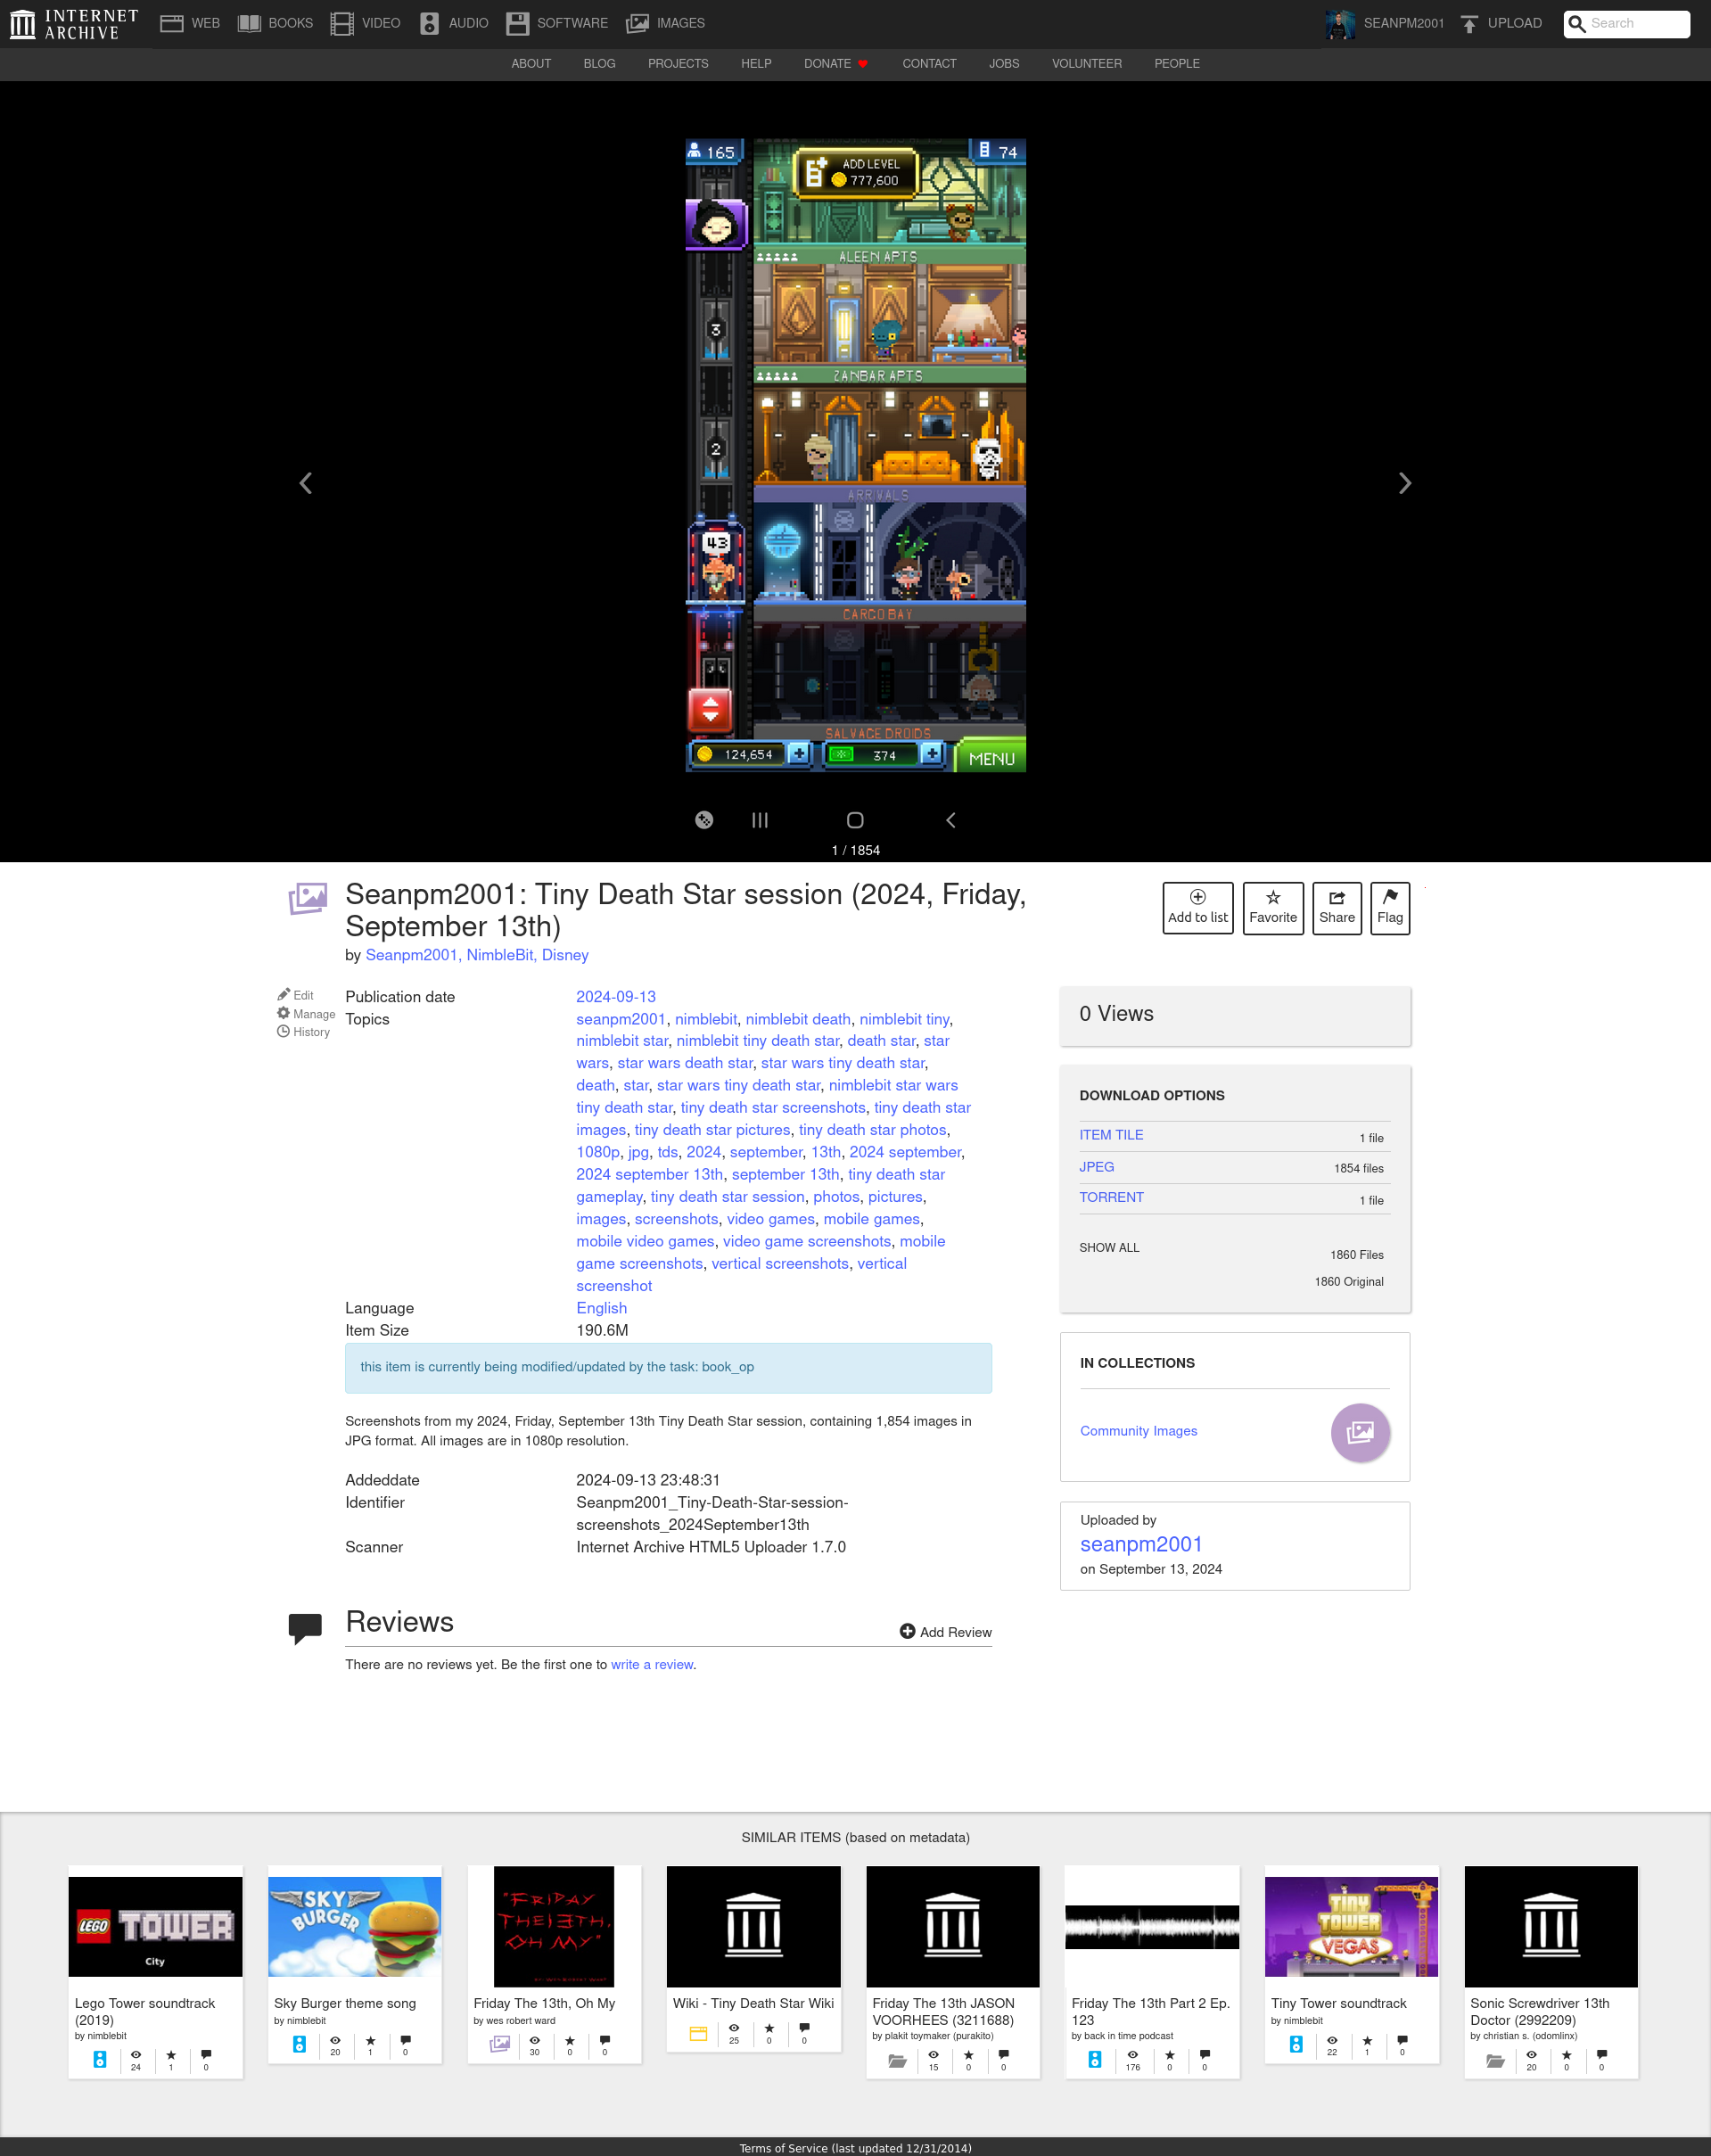 INTERNET ARCHIVE
WEB BOOKS VIDEO AUDIO SOFTWARE IMAGES
SEANPM2001 UPLOAD Search
ABOUT BLOG PROJECTS HELP DONATE CONTACT JOBS VOLUNTEER PEOPLE
165
ADD LEVEL
777,600
74
ALEEN APTS
3
ZANBAR APTS
2
ARRIVALS
43
CARGO BAY
SALVAGE DROIDS
124,654
374
MENU
1 / 1854
Seanpm2001: Tiny Death Star session (2024, Friday,
September 13th)
by Seanpm2001, NimbleBit, Disney
Add to list
Favorite
Share
Flag
Edit
Manage
History
Publication date 2024-09-13
Topics seanpm2001, nimblebit, nimblebit death, nimblebit tiny,
nimblebit star, nimblebit tiny death star, death star, star
wars, star wars death star, star wars tiny death star,
death, star, star wars tiny death star, nimblebit star wars
tiny death star, tiny death star screenshots, tiny death star
images, tiny death star pictures, tiny death star photos,
1080p, jpg, tds, 2024, september, 13th, 2024 september,
2024 september 13th, september 13th, tiny death star
gameplay, tiny death star session, photos, pictures,
images, screenshots, video games, mobile games,
mobile video games, video game screenshots, mobile
game screenshots, vertical screenshots, vertical
screenshot
Language English
Item Size 190.6M
this item is currently being modified/updated by the task: book_op
Screenshots from my 2024, Friday, September 13th Tiny Death Star session, containing 1,854 images in
JPG format. All images are in 1080p resolution.
Addeddate 2024-09-13 23:48:31
Identifier Seanpm2001_Tiny-Death-Star-session-
screenshots_2024September13th
Scanner Internet Archive HTML5 Uploader 1.7.0
0 Views
DOWNLOAD OPTIONS
ITEM TILE 1 file
JPEG 1854 files
TORRENT 1 file
SHOW ALL 1860 Files
1860 Original
IN COLLECTIONS
Community Images
Uploaded by
seanpm2001
on September 13, 2024
Reviews
Add Review
There are no reviews yet. Be the first one to write a review.
SIMILAR ITEMS (based on metadata)
LEGO TOWER
City
Lego Tower soundtrack
(2019)
by nimblebit
24 1 0
SKY
BURGER
Sky Burger theme song
by nimblebit
20 1 0
"FRIDAY
THE13TH,
OH MY"
Friday The 13th, Oh My
by wes robert ward
30 0 0
Wiki - Tiny Death Star Wiki
25 0 0
Friday The 13th JASON
VOORHEES (3211688)
by plakit toymaker (purakito)
15 0 0
Friday The 13th Part 2 Ep.
123
by back in time podcast
176 0 0
TINY
TOWER
VEGAS
Tiny Tower soundtrack
by nimblebit
22 1 0
Sonic Screwdriver 13th
Doctor (2992209)
by christian s. (odomlinx)
20 0 0
Terms of Service (last updated 12/31/2014)